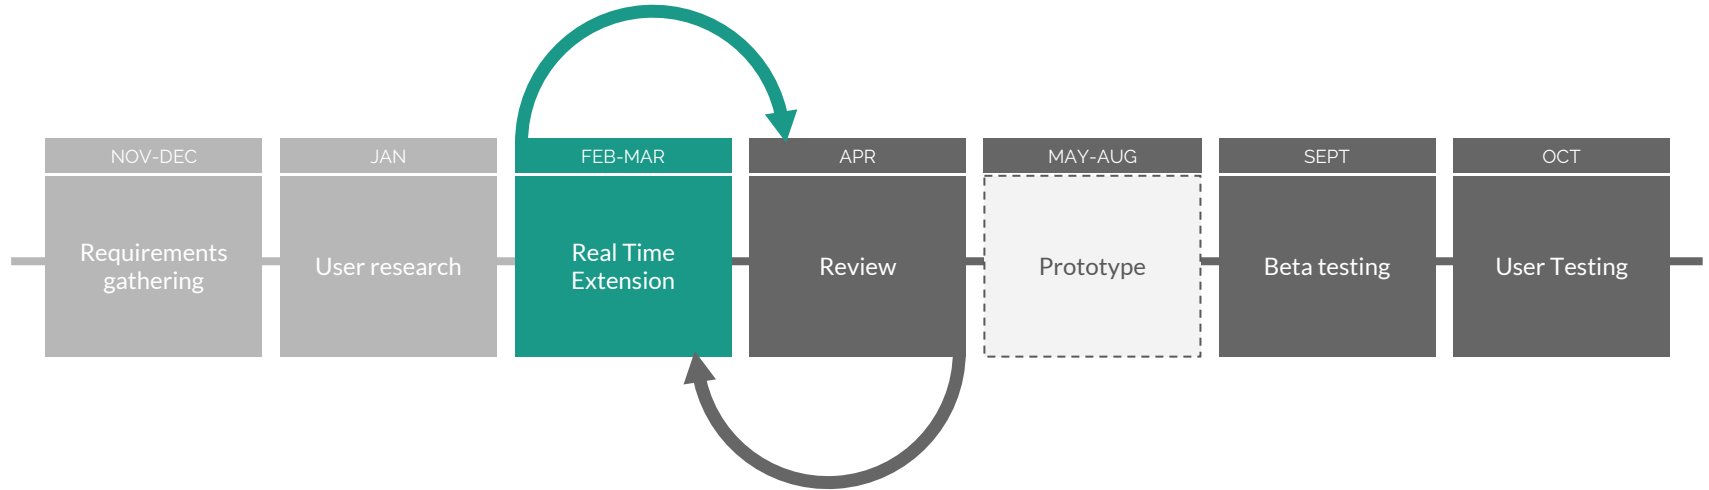 NOV-DEC
JAN
FEB-MAR
APR
MAY-AUG
SEPT
OCT
Requirements
gathering
User research
Real Time
Extension
Review
Prototype
Beta testing
User Testing